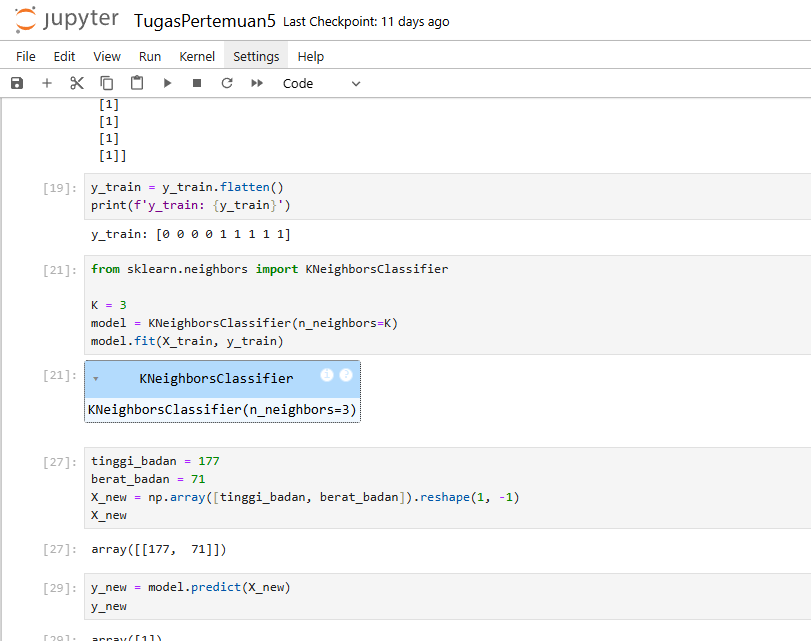 jupyter TugasPertemuan5 Last Checkpoint: 11 days ago
File Edit View Run Kernel Settings Help
Code
[1]
[1]
[1]
[1]]
[19]: y_train = y_train.flatten()
print(f'y_train: {y_train}')
y_train: [0 0 0 0 1 1 1 1 1]
[21]: from sklearn.neighbors import KNeighborsClassifier
K = 3
model = KNeighborsClassifier(n_neighbors=K)
model.fit(X_train, y_train)
[21]: KNeighborsClassifier i ?
KNeighborsClassifier(n_neighbors=3)
[27]: tinggi_badan = 177
berat_badan = 71
X_new = np.array([tinggi_badan, berat_badan]).reshape(1, -1)
X_new
[27]: array([[177,  71]])
[29]: y_new = model.predict(X_new)
y_new
[29]: array([1])